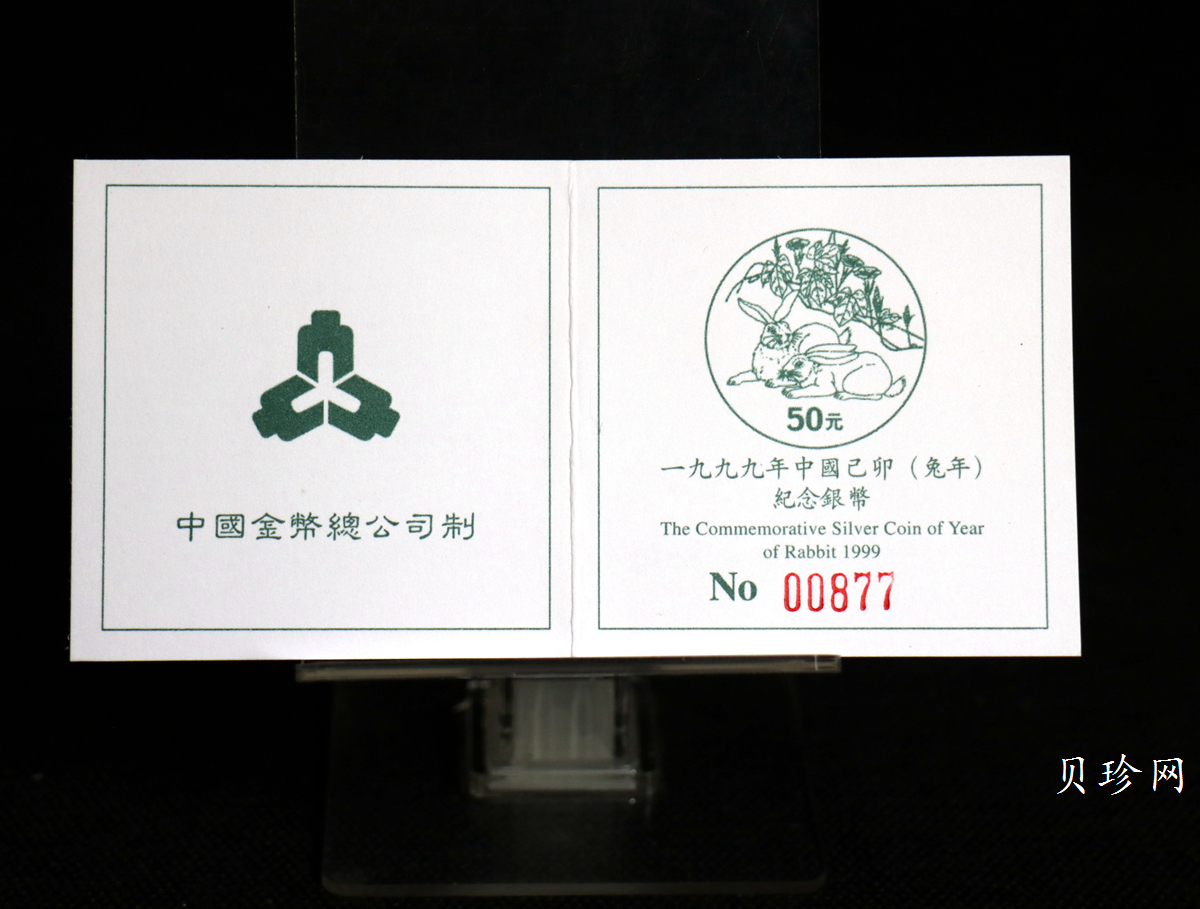 中國金幣總公司制
50元
一九九九年中國己卯（兔年）
紀念銀幣
The Commemorative Silver Coin of Year
of Rabbit 1999
No 00877
贝珍网